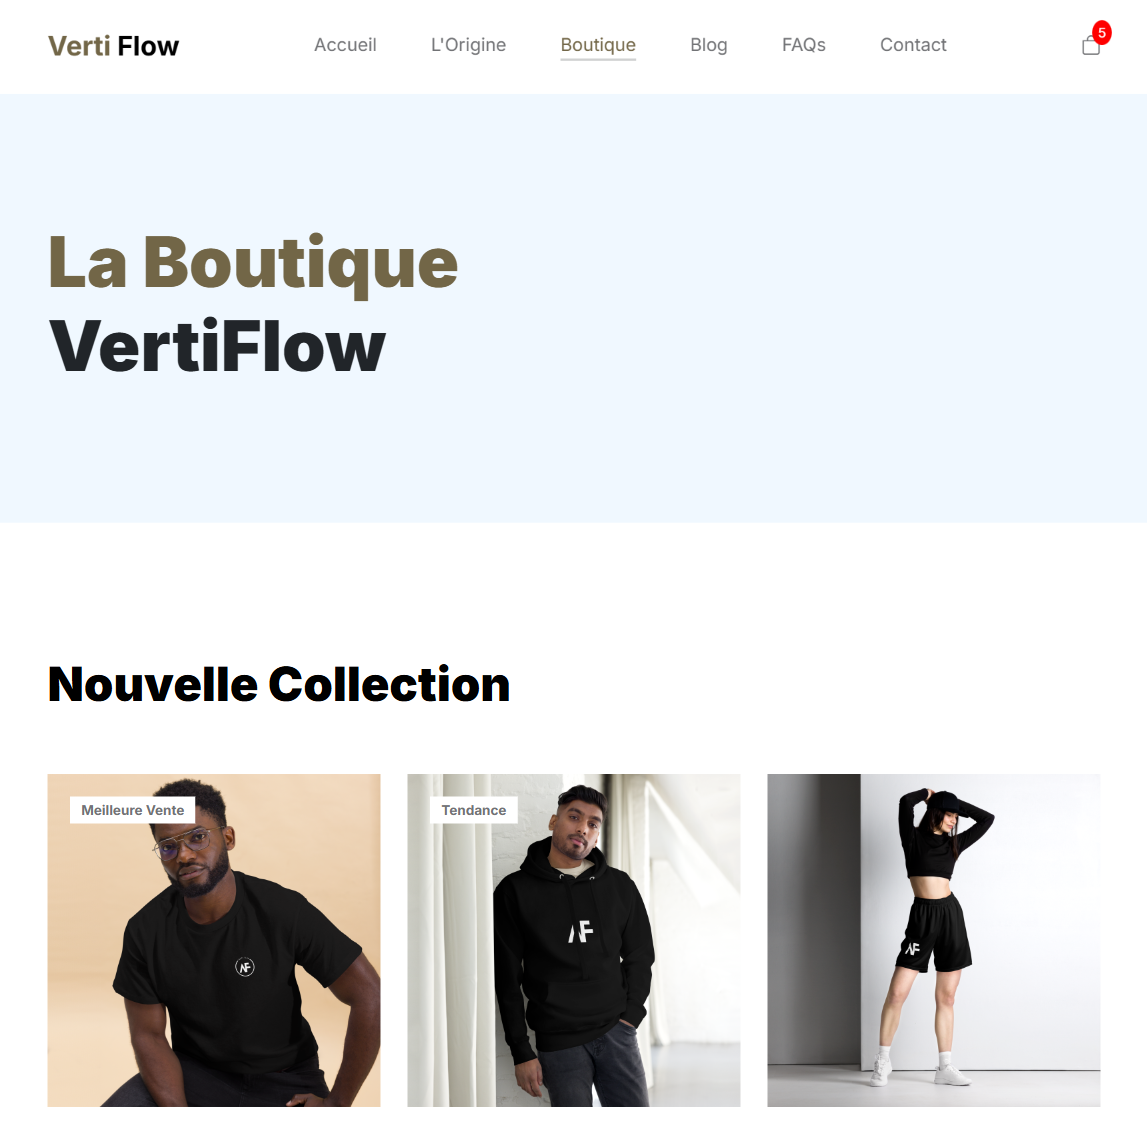 Verti Flow
Accueil
L'Origine
Boutique
Blog
FAQs
Contact
5
La Boutique
VertiFlow
Nouvelle Collection
Meilleure Vente
Tendance